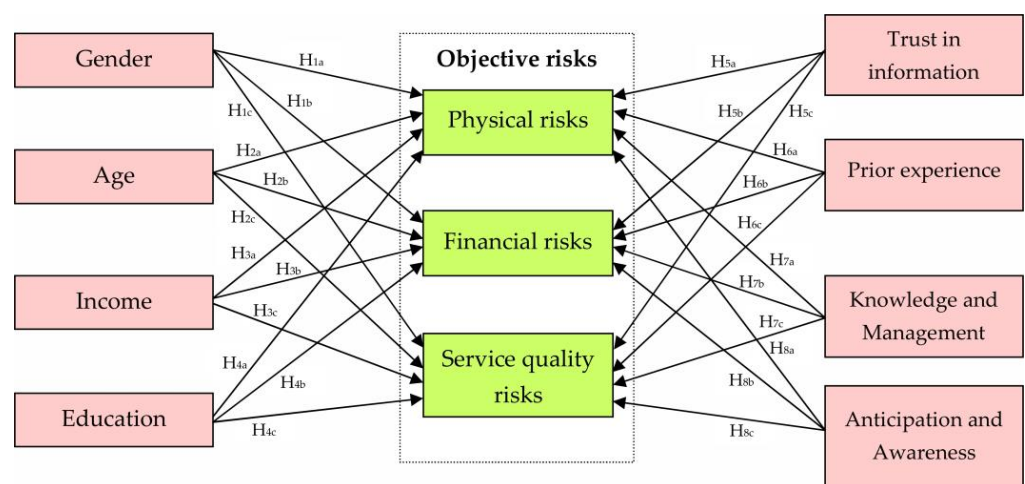 Gender
Age
Income
Education
H1a
H1b
H1c
H2a
H2b
H2c
H3a
H3b
H3c
H4a
H4b
H4c
Objective risks
Physical risks
Financial risks
Service quality
risks
H5a
H5b
H5c
H6a
H6b
H6c
H7a
H7b
H7c
H8a
H8b
H8c
Trust in
information
Prior experience
Knowledge and
Management
Anticipation and
Awareness